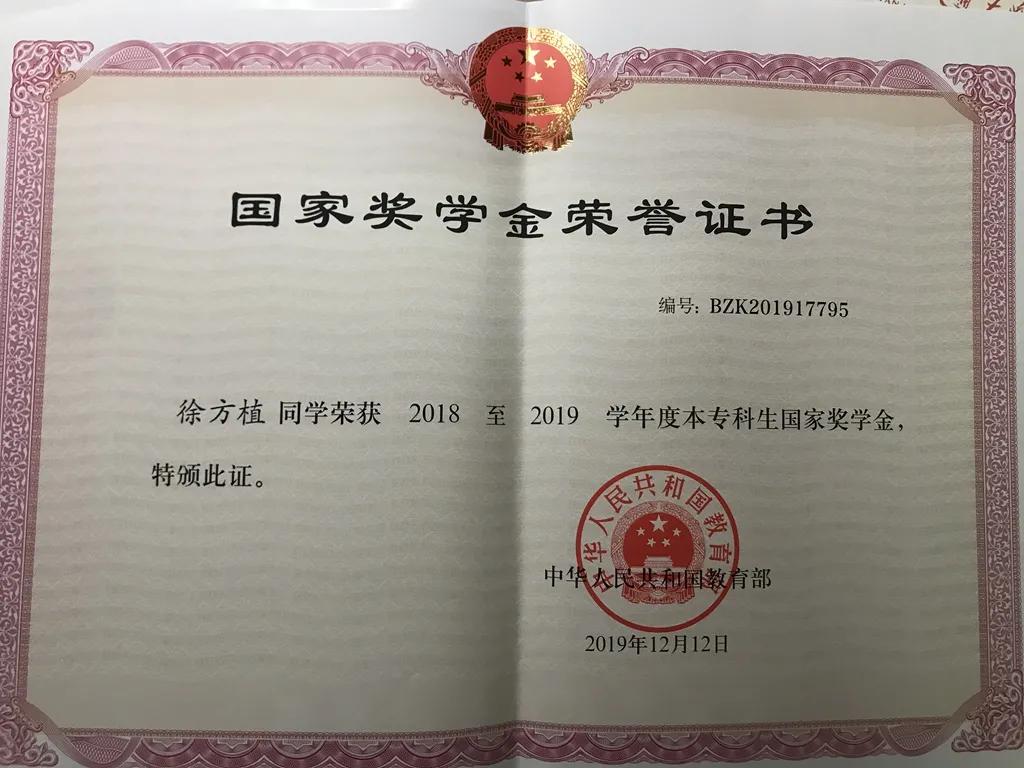 国家奖学金荣誉证书
编号: BZK201917795
徐方植 同学荣获 2018 至 2019 学年度本专科生国家奖学金,
特颁此证。
中华人民共和国教育部
中华人民共和国教育部
2019年12月12日